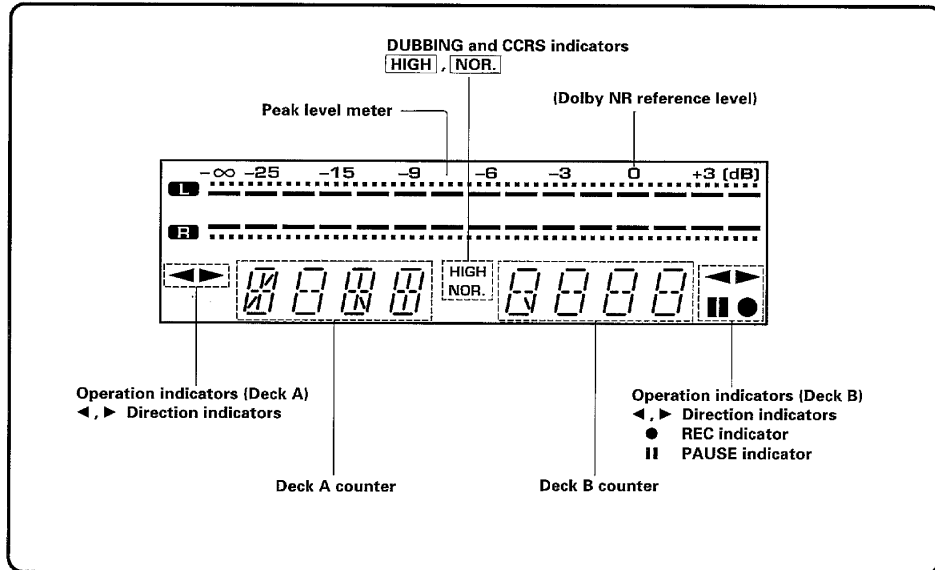 DUBBING and CCRS indicators
HIGH , NOR.
(Dolby NR reference level)
Peak level meter
-∞ -25 -15 -9 -6 -3 0 +3 (dB)
L
R
HIGH
NOR.
Operation indicators (Deck A)
◄ , ► Direction indicators
Operation indicators (Deck B)
◄ , ► Direction indicators
● REC indicator
II PAUSE indicator
Deck A counter
Deck B counter